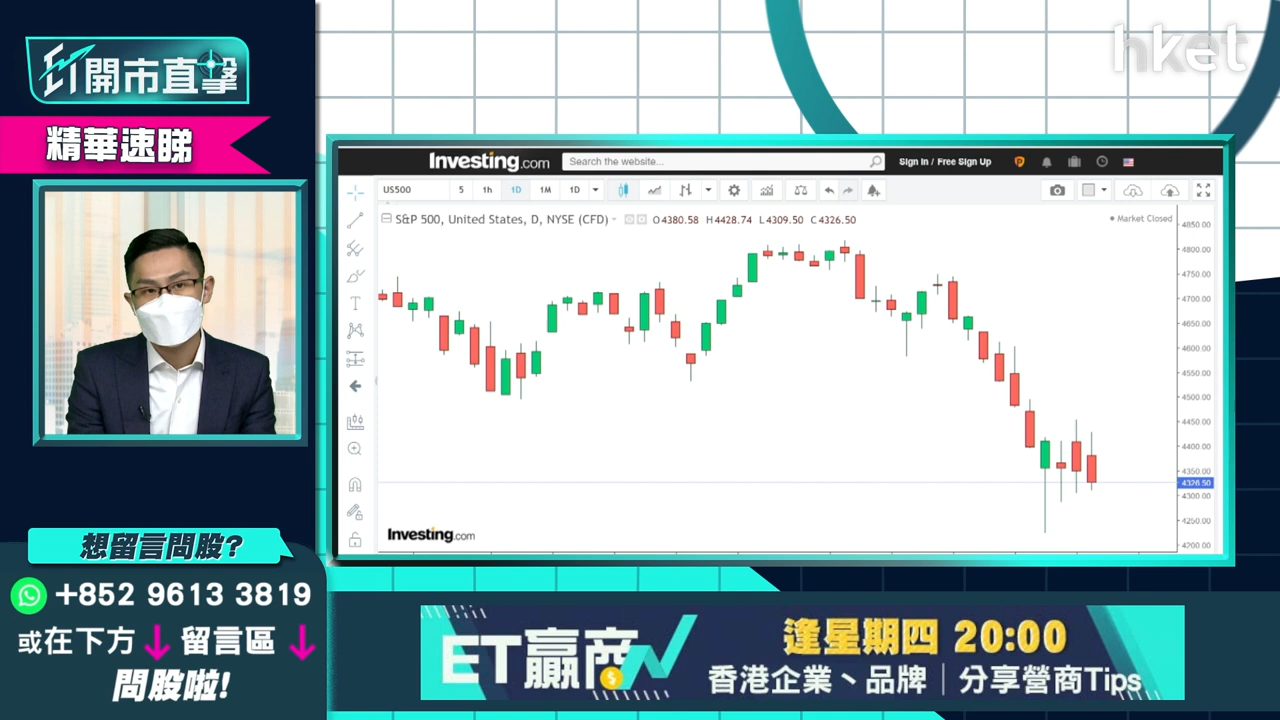 hket
ET開市直擊
精華速睇
Investing.com
Search the website...
Sign In / Free Sign Up
US500
5
1h
1D
1M
1D
S&P 500, United States, D, NYSE (CFD)
O4380.58 H4428.74 L4309.50 C4326.50
Market Closed
4850.00
4800.00
4750.00
4700.00
4650.00
4600.00
4550.00
4500.00
4450.00
4400.00
4350.00
4326.50
4300.00
4250.00
4200.00
Investing.com
想留言問股?
+852 9613 3819
或在下方↓留言區↓
問股啦!
ET贏商
逢星期四 20:00
香港企業、品牌｜分享營商Tips